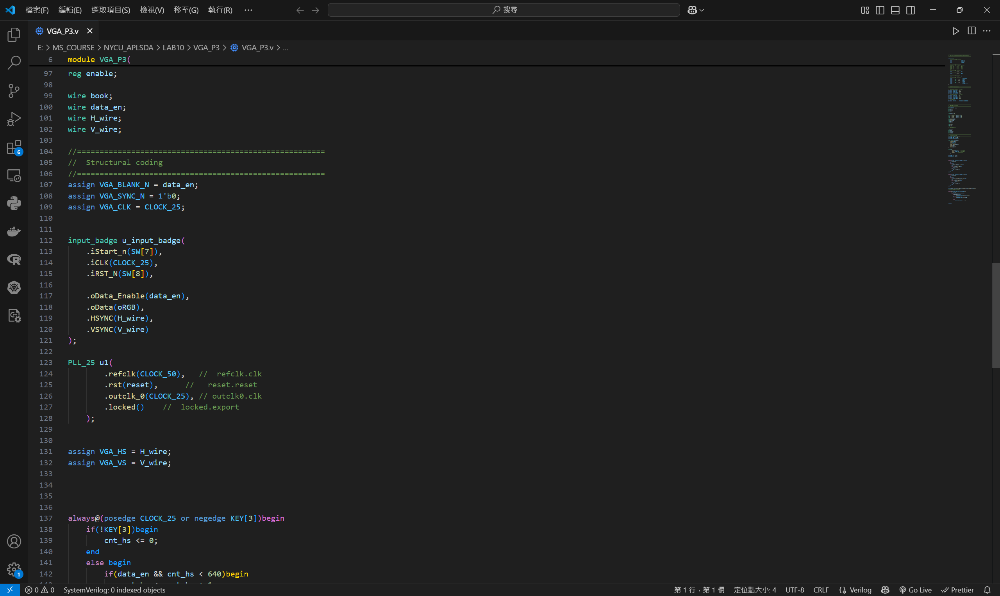 檔案(F) 編輯(E) 選取項目(S) 檢視(V) 移至(G) 執行(R) ··· 搜尋
VGA_P3.v
E: > MS_COURSE > NYCU_APLSDA > LAB10 > VGA_P3 > VGA_P3.v > ...
6 module VGA_P3(
97 reg enable;
98
99 wire book;
100 wire data_en;
101 wire H_wire;
102 wire V_wire;
103
104 //=======================================================
105 //  Structural coding
106 //=======================================================
107 assign VGA_BLANK_N = data_en;
108 assign VGA_SYNC_N = 1'b0;
109 assign VGA_CLK = CLOCK_25;
110
111
112 input_badge u_input_badge(
113     .iStart_n(SW[7]),
114     .iCLK(CLOCK_25),
115     .iRST_N(SW[8]),
116
117     .oData_Enable(data_en),
118     .oData(oRGB),
119     .HSYNC(H_wire),
120     .VSYNC(V_wire)
121 );
122
123 PLL_25 u1(
124         .refclk(CLOCK_50),   //  refclk.clk
125         .rst(reset),      //   reset.reset
126         .outclk_0(CLOCK_25), // outclk0.clk
127         .locked()    //  locked.export
128     );
129
130
131 assign VGA_HS = H_wire;
132 assign VGA_VS = V_wire;
133
134
135
136
137 always@(posedge CLOCK_25 or negedge KEY[3])begin
138     if(!KEY[3])begin
139         cnt_hs <= 0;
140     end
141     else begin
142         if(data_en && cnt_hs < 640)begin
6
1
0 0 SystemVerilog: 0 indexed objects 第 1 行，第 1 欄 定位點大小: 4 UTF-8 CRLF Verilog Go Live Prettier